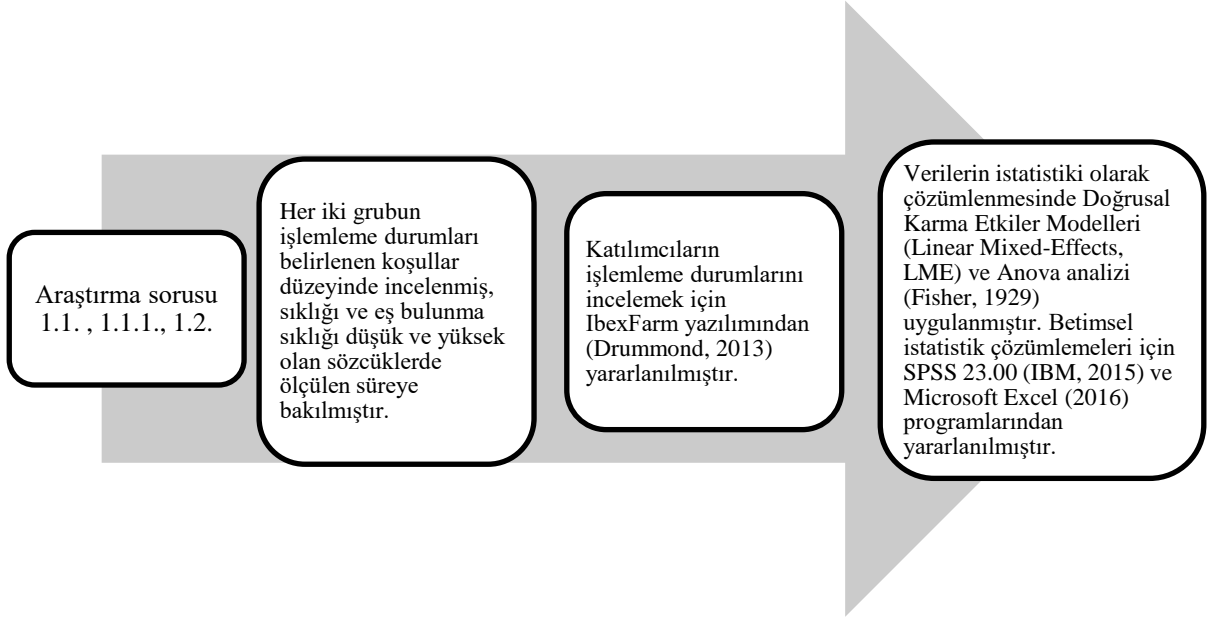 Araştırma sorusu
1.1. , 1.1.1., 1.2.
Her iki grubun
işlemleme durumları
belirlenen koşullar
düzeyinde incelenmiş,
sıklığı ve eş bulunma
sıklığı düşük ve yüksek
olan sözcüklerde
ölçülen süreye
bakılmıştır.
Katılımcıların
işlemleme durumlarını
incelemek için
IbexFarm yazılımından
(Drummond, 2013)
yararlanılmıştır.
Verilerin istatistiki olarak
çözümlenmesinde Doğrusal
Karma Etkiler Modelleri
(Linear Mixed-Effects,
LME) ve Anova analizi
(Fisher, 1929)
uygulanmıştır. Betimsel
istatistik çözümlemeleri için
SPSS 23.00 (IBM, 2015) ve
Microsoft Excel (2016)
programlarından
yararlanılmıştır.